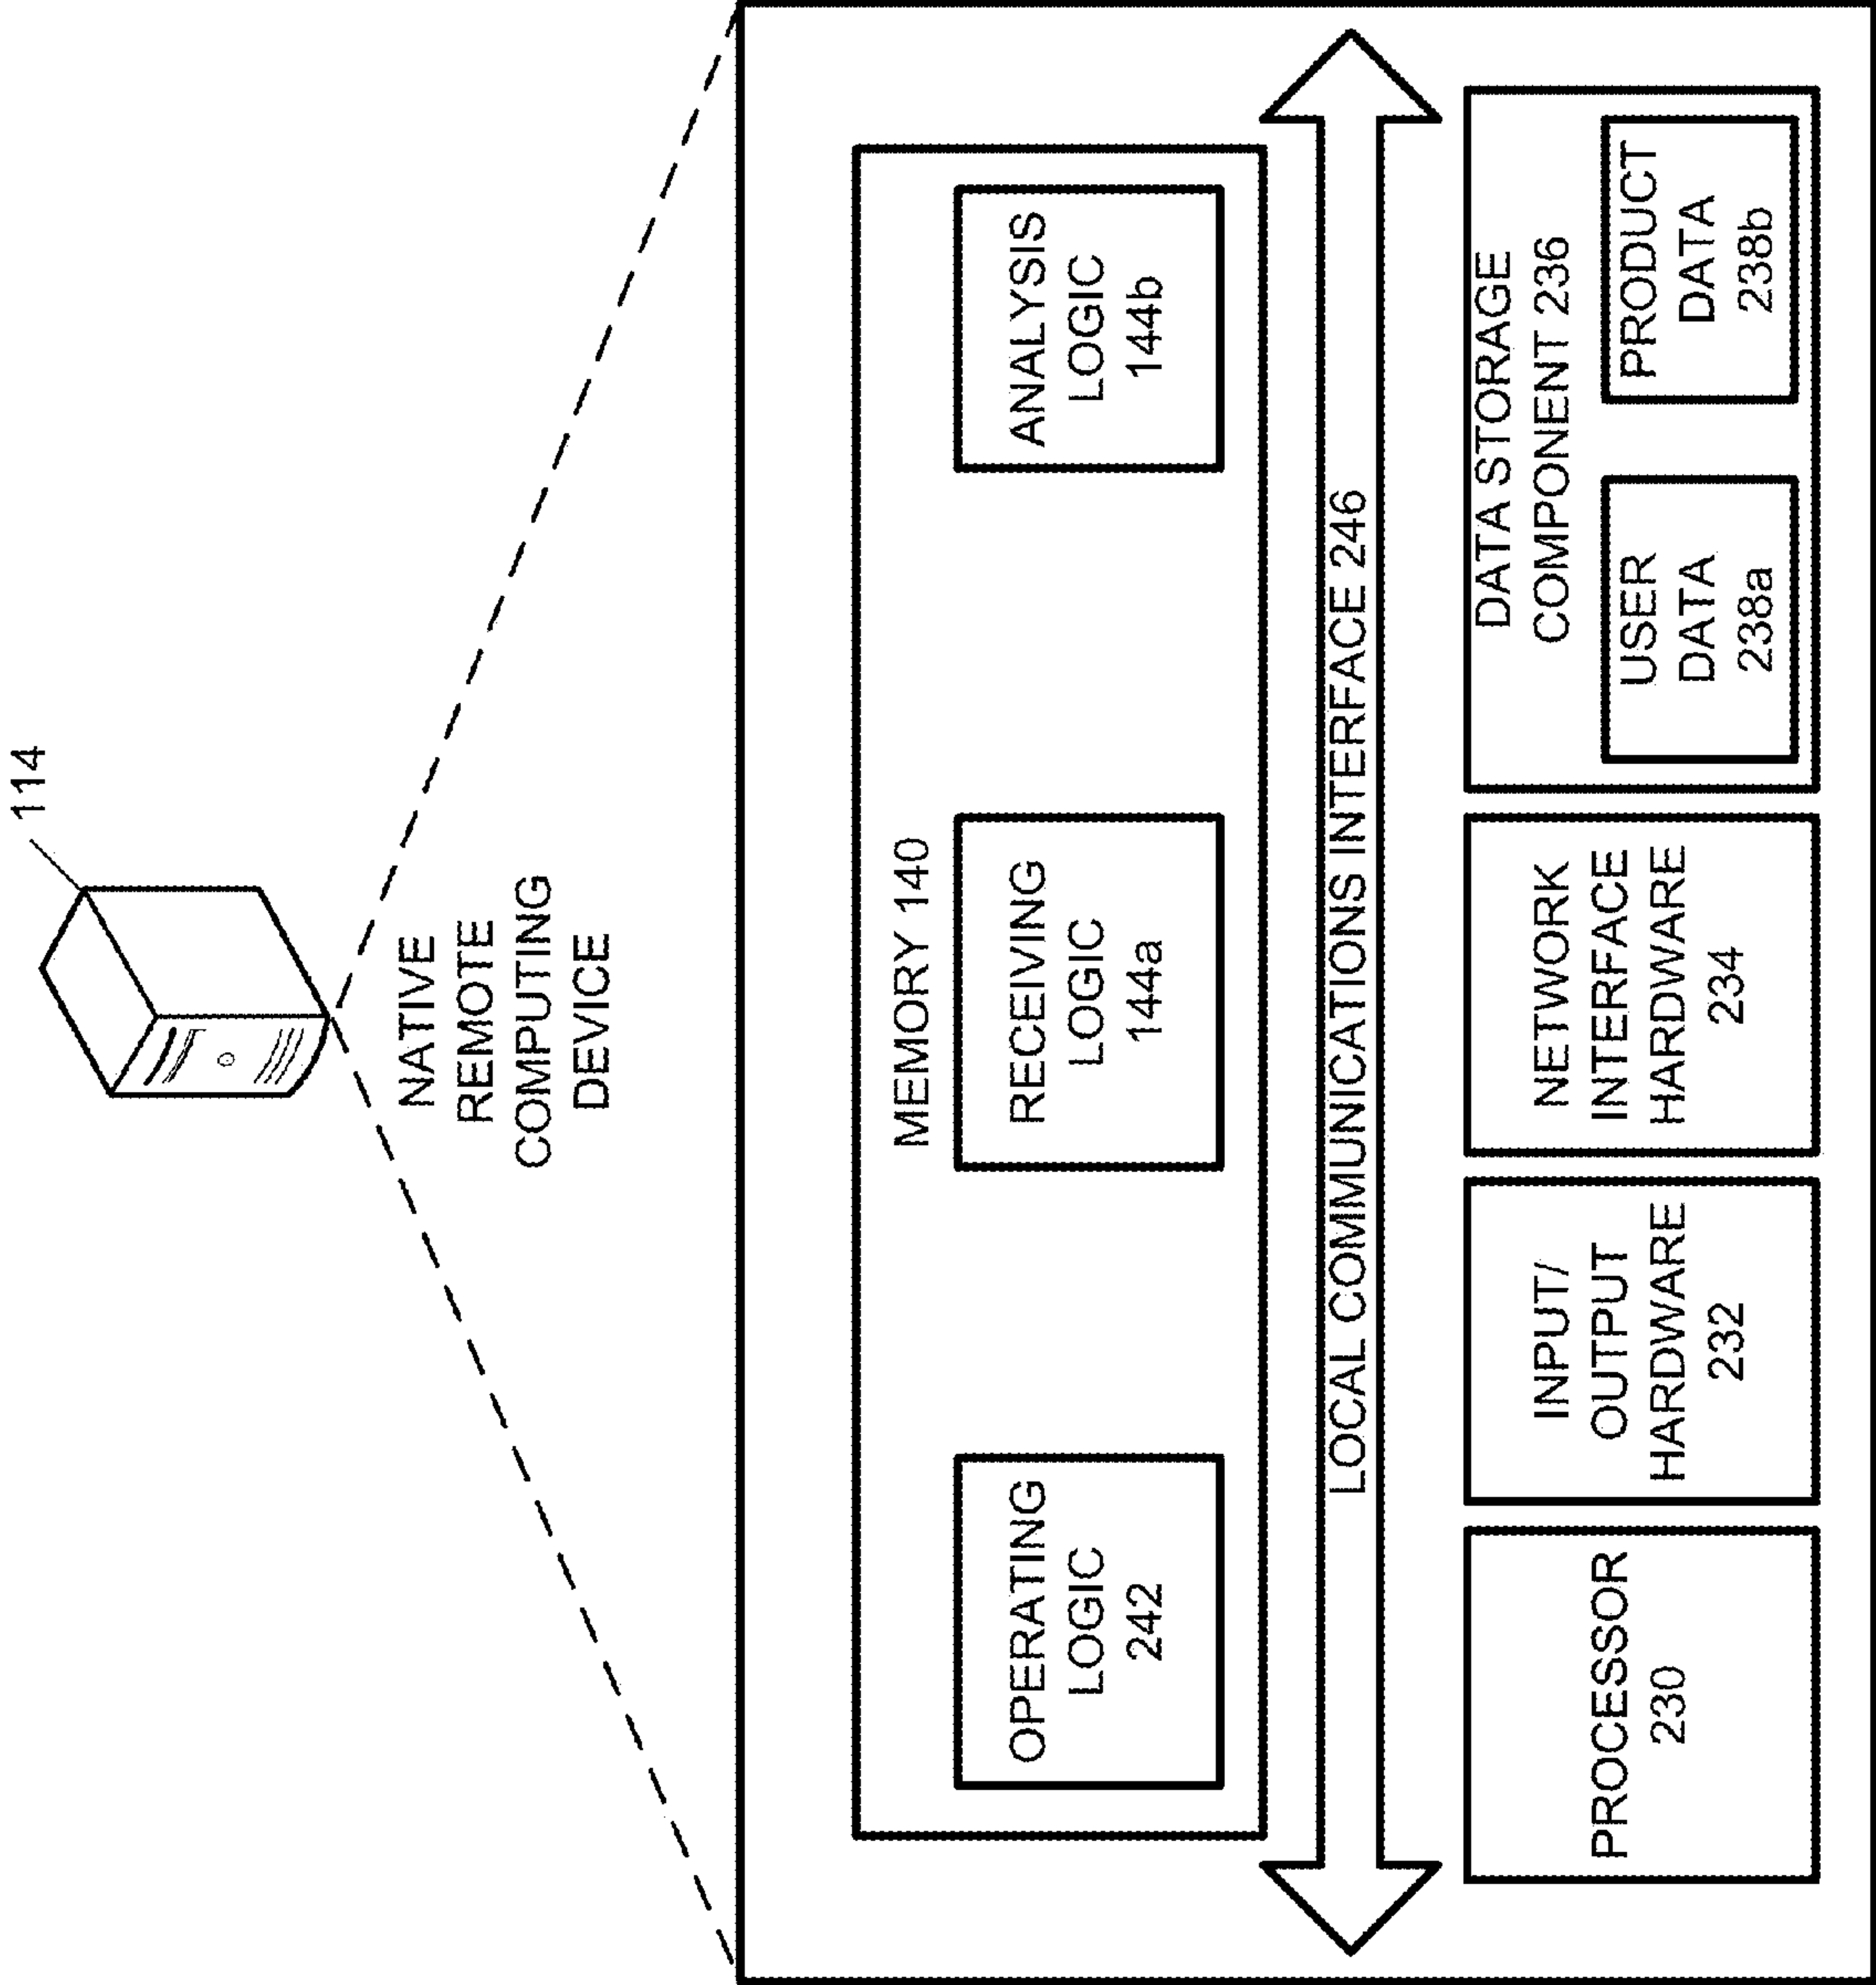 114
NATIVE
REMOTE
COMPUTING
DEVICE
MEMORY 140
OPERATING
LOGIC
242
RECEIVING
LOGIC
144a
ANALYSIS
LOGIC
144b
LOCAL COMMUNICATIONS INTERFACE 246
PROCESSOR
230
INPUT/
OUTPUT
HARDWARE
232
NETWORK
INTERFACE
HARDWARE
234
DATA STORAGE
COMPONENT 236
USER
DATA
238a
PRODUCT
DATA
238b